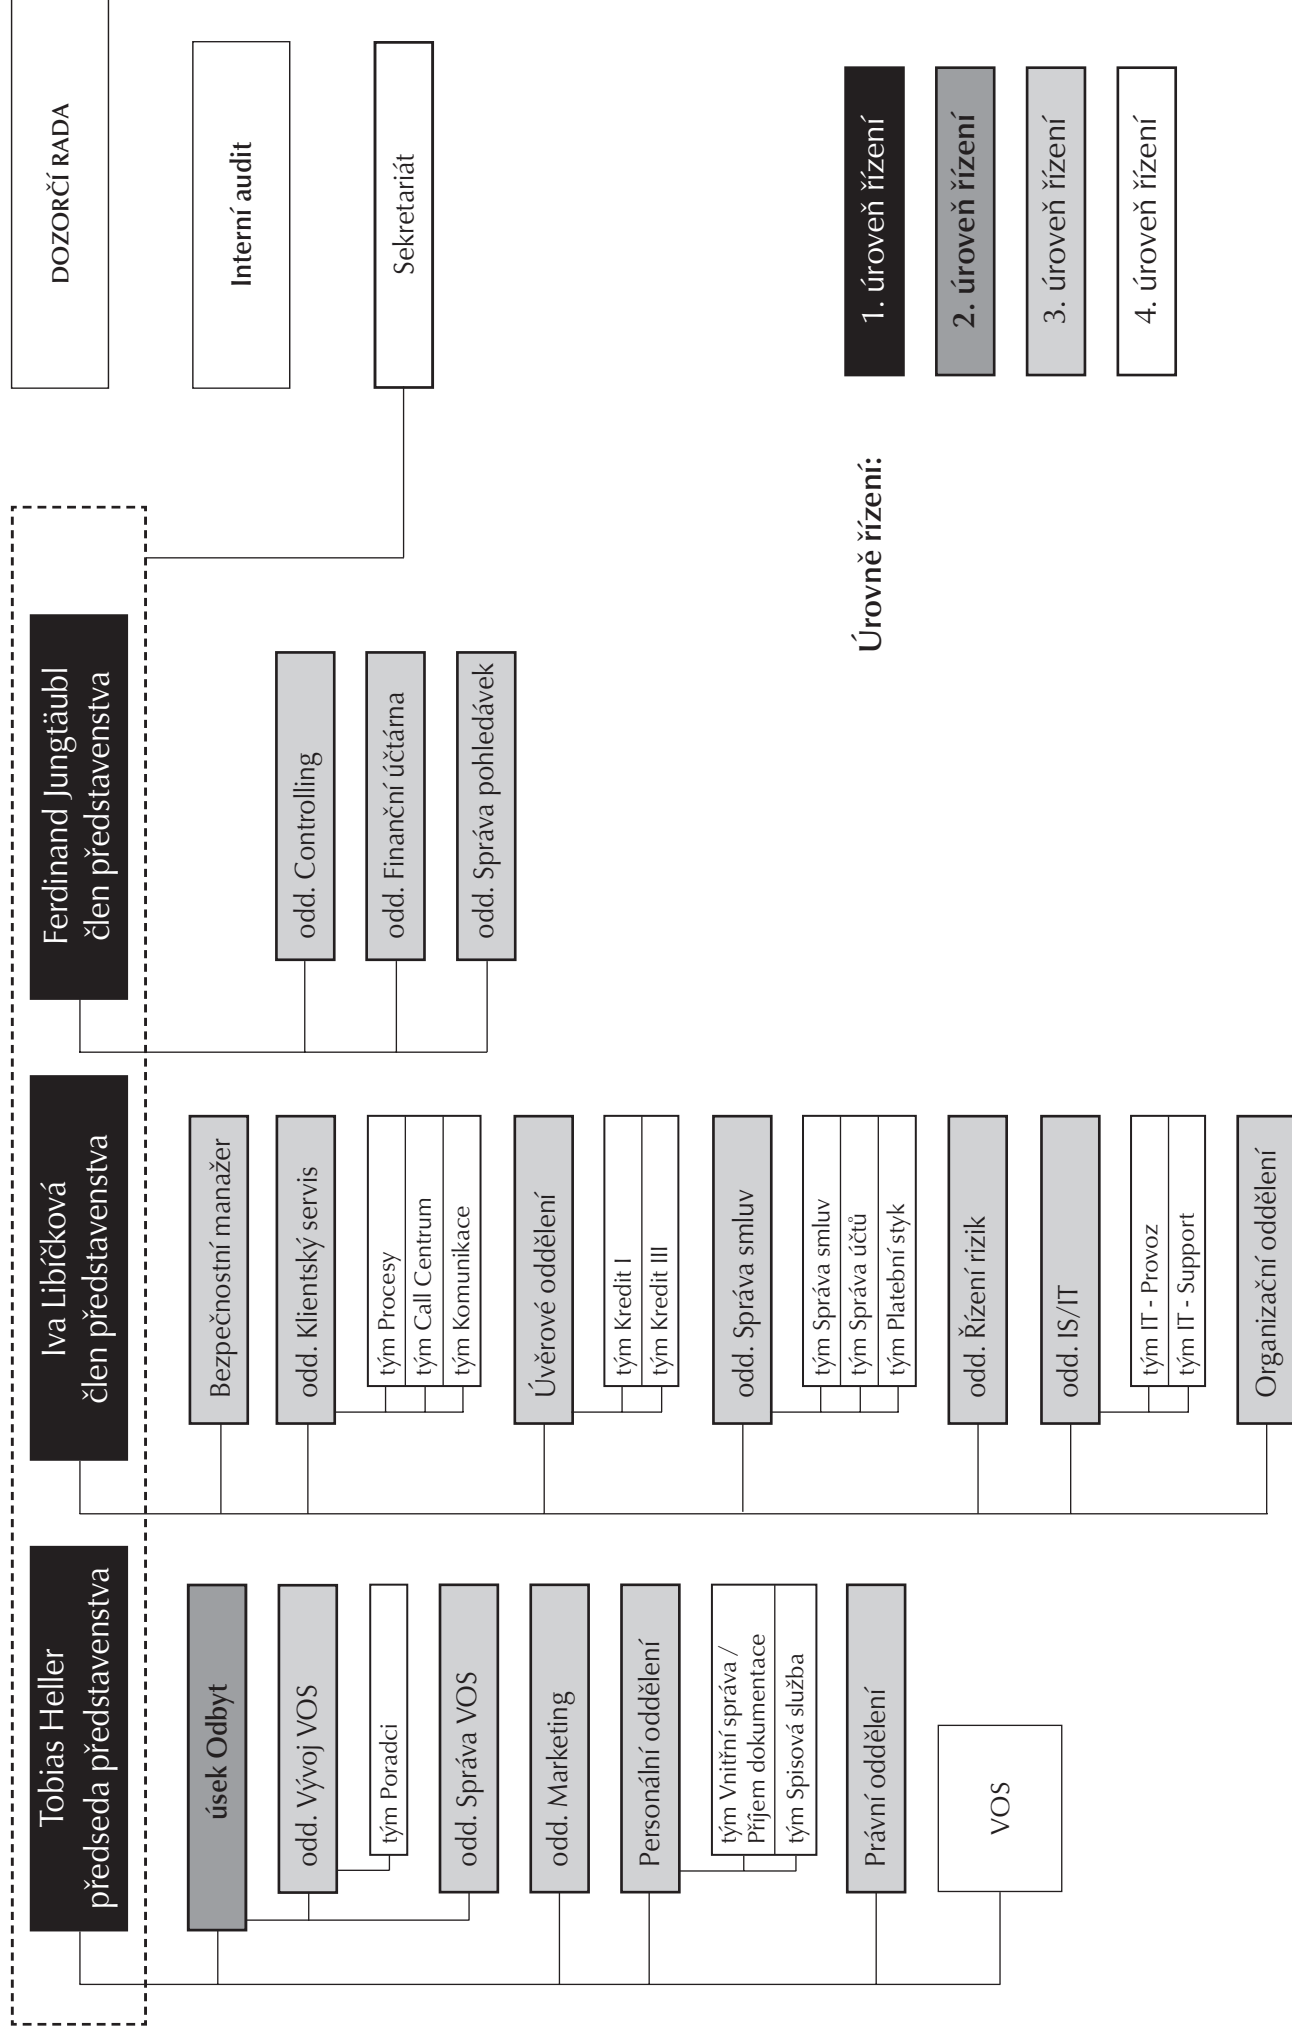 Tobias Heller
předseda představenstva
úsek Odbyt
odd. Vývoj VOS
tým Poradci
odd. Správa VOS
odd. Marketing
Personální oddělení
tým Vnitřní správa /
Příjem dokumentace
tým Spisová služba
Právní oddělení
VOS
Iva Libíčková
člen představenstva
Bezpečnostní manažer
odd. Klientský servis
tým Procesy
tým Call Centrum
tým Komunikace
Úvěrové oddělení
tým Kredit I
tým Kredit III
odd. Správa smluv
tým Správa smluv
tým Správa účtů
tým Platební styk
odd. Řízení rizik
odd. IS/IT
tým IT - Provoz
tým IT - Support
Organizační oddělení
Ferdinand Jungtäubl
člen představenstva
odd. Controlling
odd. Finanční účtárna
odd. Správa pohledávek
DOZORČÍ RADA
Interní audit
Sekretariát
Úrovně řízení:
1. úroveň řízení
2. úroveň řízení
3. úroveň řízení
4. úroveň řízení